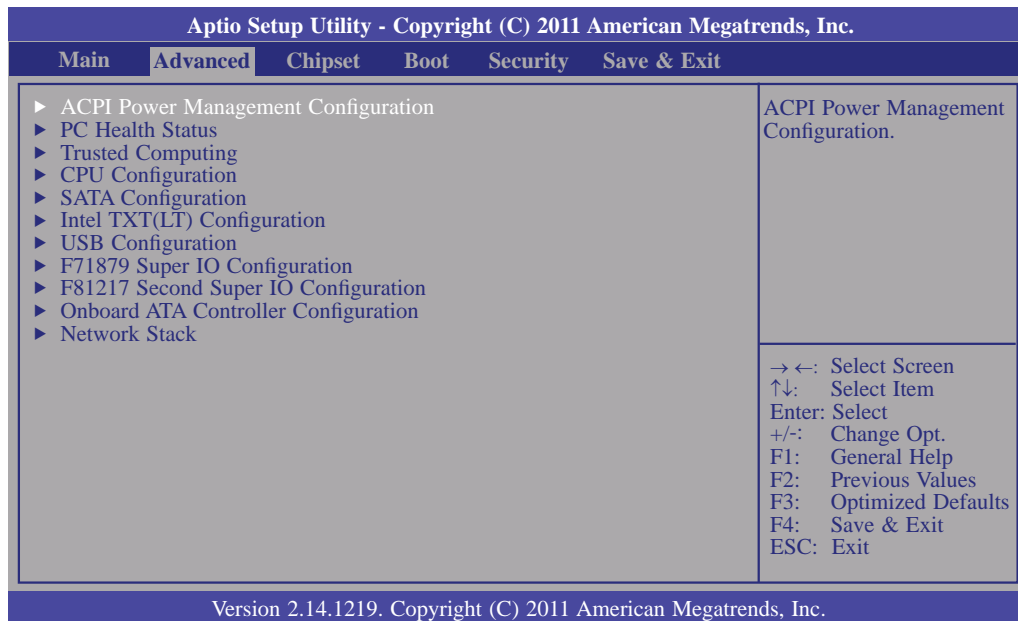 Aptio Setup Utility - Copyright (C) 2011 American Megatrends, Inc.
Main Advanced Chipset Boot Security Save & Exit
► ACPI Power Management Configuration
► PC Health Status
► Trusted Computing
► CPU Configuration
► SATA Configuration
► Intel TXT(LT) Configuration
► USB Configuration
► F71879 Super IO Configuration
► F81217 Second Super IO Configuration
► Onboard ATA Controller Configuration
► Network Stack
ACPI Power Management
Configuration.
→ ←: Select Screen
↑↓: Select Item
Enter: Select
+/-: Change Opt.
F1: General Help
F2: Previous Values
F3: Optimized Defaults
F4: Save & Exit
ESC: Exit
Version 2.14.1219. Copyright (C) 2011 American Megatrends, Inc.